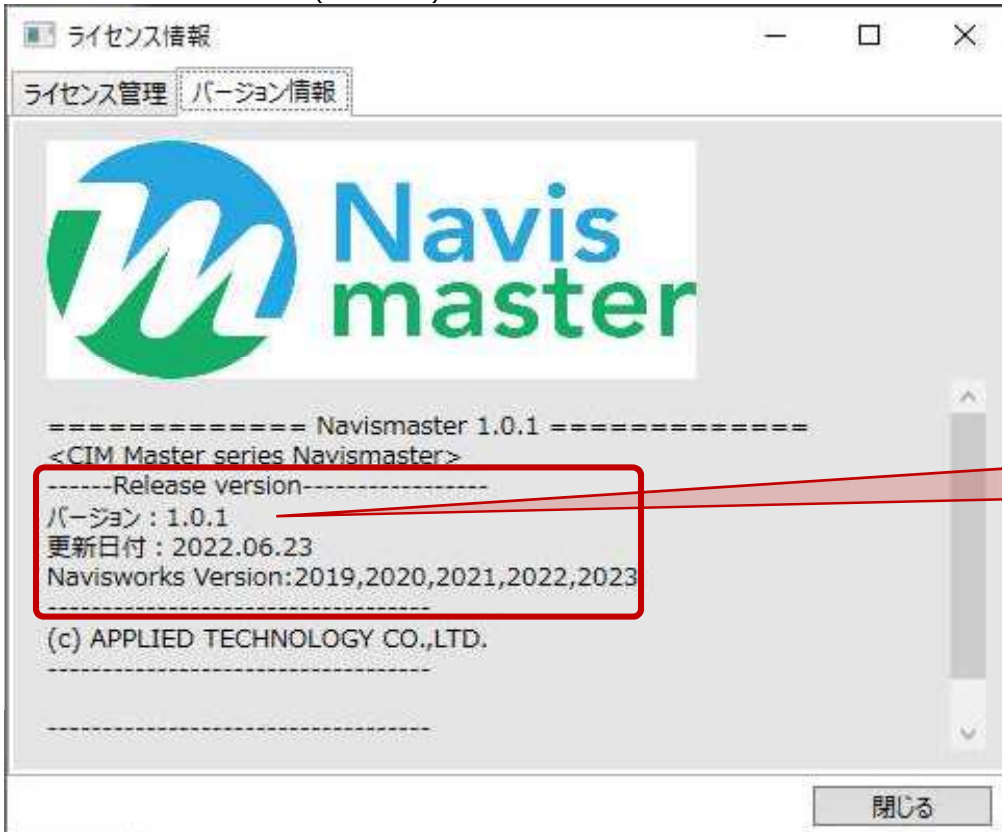 ライセンス情報
ライセンス管理 バージョン情報
Navis
master
============= Navismaster 1.0.1 =============
<CIM Master series Navismaster>
------Release version-----------------
バージョン：1.0.1
更新日付：2022.06.23
Navisworks Version:2019,2020,2021,2022,2023
-----------------------------------
(c) APPLIED TECHNOLOGY CO.,LTD.
-----------------------------------
-----------------------------------
閉じる